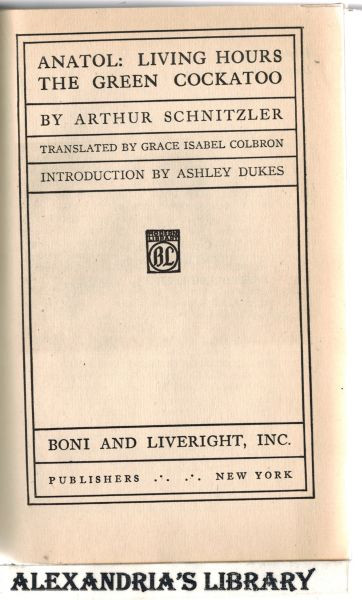 ANATOL: LIVING HOURS
THE GREEN COCKATOO
BY ARTHUR SCHNITZLER
TRANSLATED BY GRACE ISABEL COLBRON
INTRODUCTION BY ASHLEY DUKES
MODERN
LIBRARY
BL
BONI AND LIVERIGHT, INC.
PUBLISHERS .·. .·. NEW YORK
ALEXANDRIA'S LIBRARY